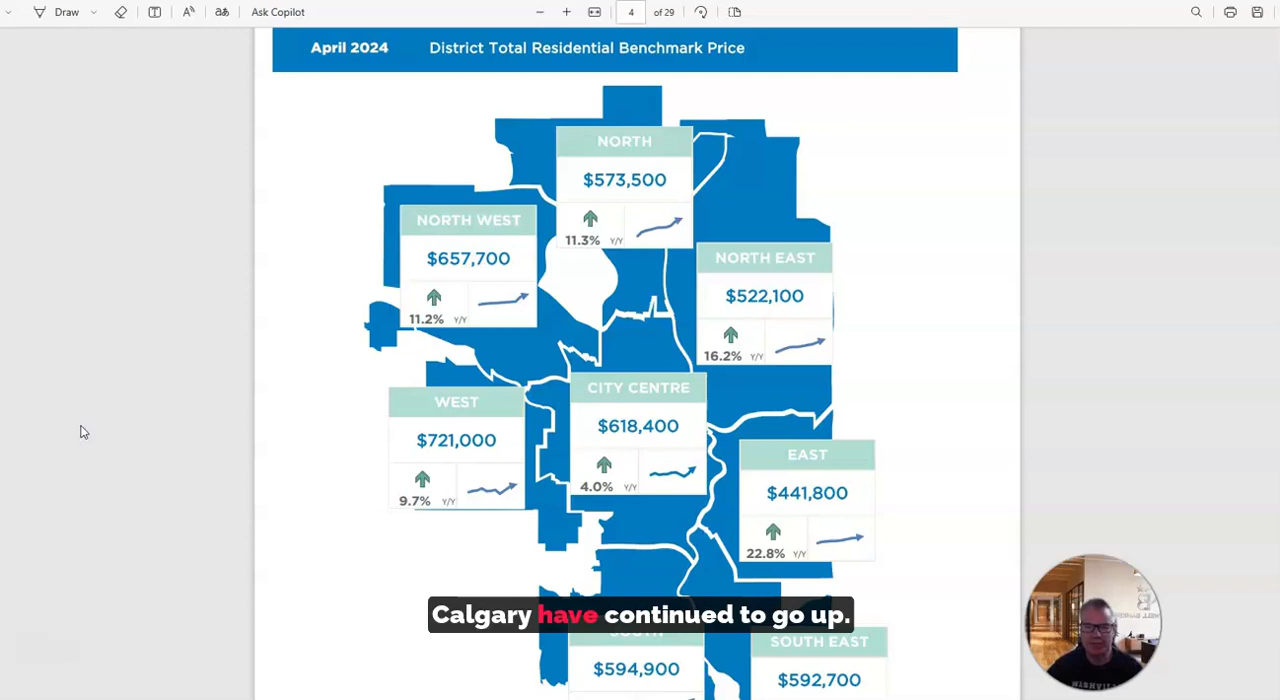 Draw
Ask Copilot
4 of 29
April 2024 District Total Residential Benchmark Price
NORTH
$573,500
11.3% Y/Y
NORTH WEST
$657,700
11.2% Y/Y
NORTH EAST
$522,100
16.2% Y/Y
WEST
$721,000
9.7% Y/Y
CITY CENTRE
$618,400
4.0% Y/Y
EAST
$441,800
22.8% Y/Y
Calgary have continued to go up.
SOUTH
$594,900
SOUTH EAST
$592,700
NASHVILLE